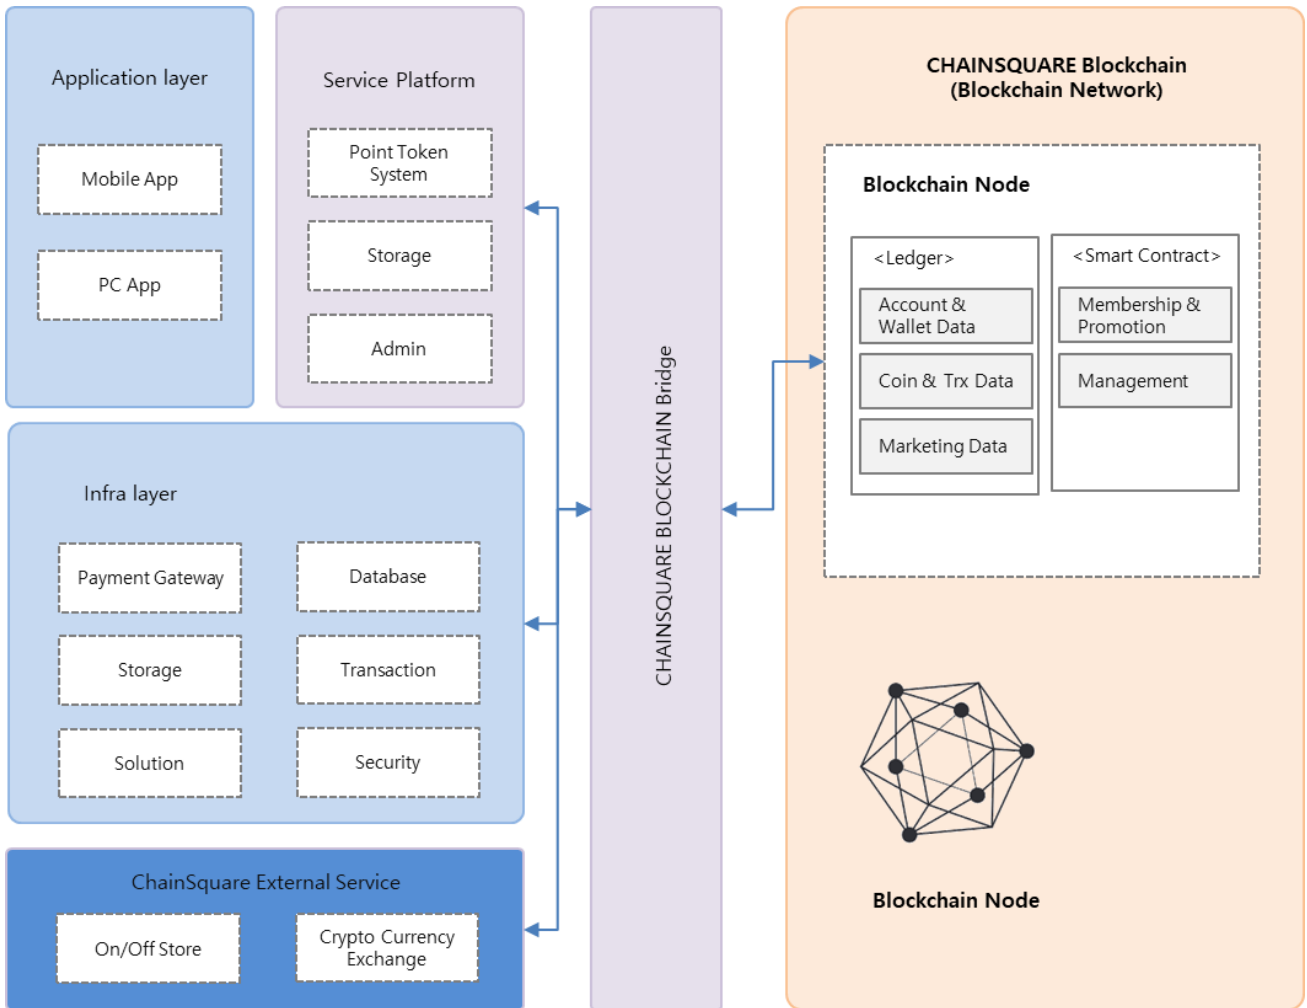 Application layer
Mobile App
PC App
Service Platform
Point Token
System
Storage
Admin
Infra layer
Payment Gateway
Database
Storage
Transaction
Solution
Security
ChainSquare External Service
On/Off Store
Crypto Currency
Exchange
CHAINSQUARE BLOCKCHAIN Bridge
CHAINSQUARE Blockchain
(Blockchain Network)
Blockchain Node
<Ledger>
Account &
Wallet Data
Coin & Trx Data
Marketing Data
<Smart Contract>
Membership &
Promotion
Management
Blockchain Node